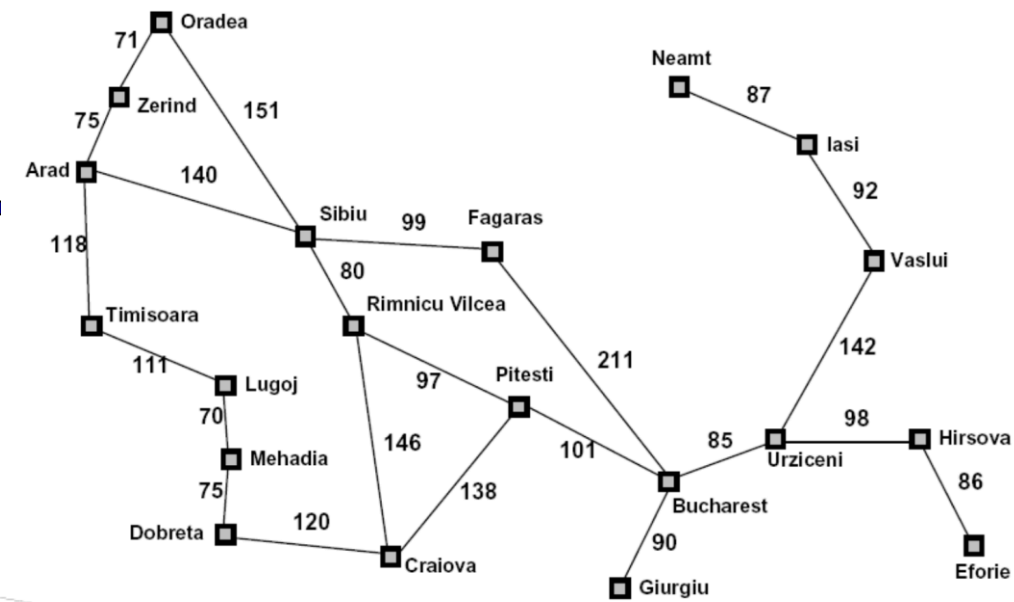 Oradea
71
Neamt
87
Zerind
151
75
Iasi
Arad
140
92
Sibiu
99
Fagaras
118
80
Vaslui
Rimnicu Vilcea
Timisoara
142
211
111
97
Pitesti
Lugoj
70
98
146
101
85
Hirsova
Urziceni
Mehadia
75
138
86
Bucharest
120
Dobreta
90
Craiova
Eforie
Giurgiu